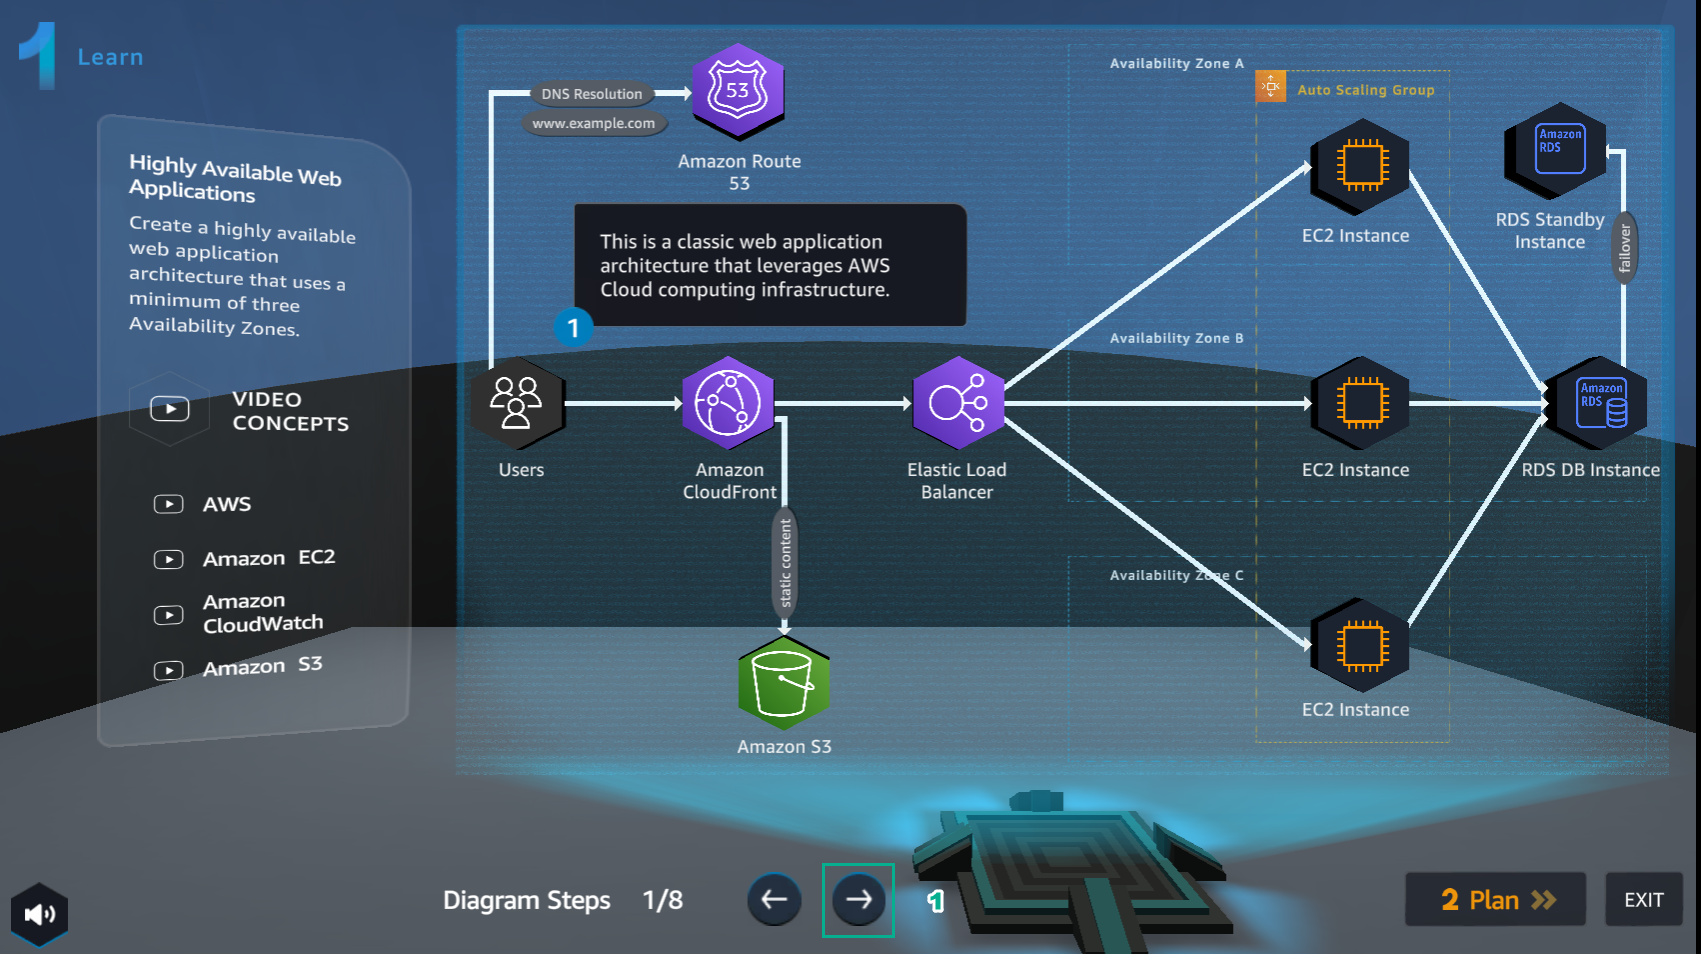 1 Learn
Highly Available Web
Applications
Create a highly available
web application
architecture that uses a
minimum of three
Availability Zones.
VIDEO
CONCEPTS
AWS
Amazon EC2
Amazon
CloudWatch
Amazon S3
DNS Resolution
www.example.com
53
Amazon Route
53
This is a classic web application
architecture that leverages AWS
Cloud computing infrastructure.
1
Users
Amazon
CloudFront
static content
Amazon S3
Elastic Load
Balancer
Availability Zone A
Auto Scaling Group
EC2 Instance
Availability Zone B
EC2 Instance
Availability Zone C
EC2 Instance
Amazon
RDS
RDS Standby
Instance
failover
Amazon
RDS
RDS DB Instance
Diagram Steps 1/8
1
2 Plan
EXIT